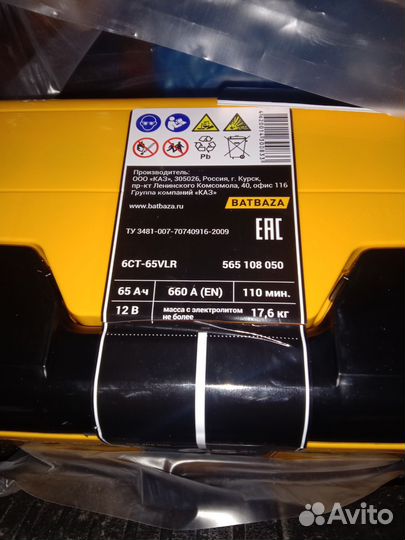 Pb
Производитель:
ООО «КАЗ», 305026, Россия, г. Курск,
пр-кт Ленинского Комсомола, 40, офис 116
Группа компаний «КАЗ»
www.batbaza.ru
BATBAZA
ТУ 3481-007-70740916-2009
EAC
6СТ-65VLR
565 108 050
65 А·ч
660 А (EN)
110 мин.
12 В
масса с электролитом
не более
17,6 кг
Avito